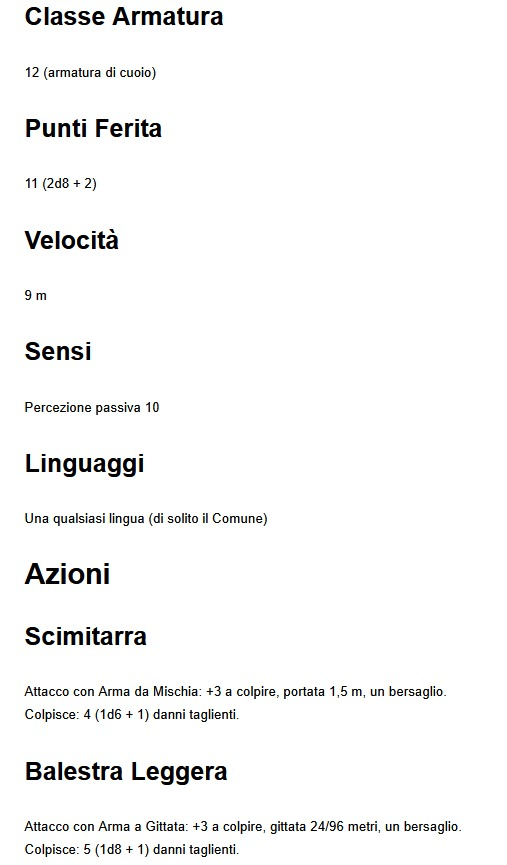 Classe Armatura
12 (armatura di cuoio)
Punti Ferita
11 (2d8 + 2)
Velocità
9 m
Sensi
Percezione passiva 10
Linguaggi
Una qualsiasi lingua (di solito il Comune)
Azioni
Scimitarra
Attacco con Arma da Mischia: +3 a colpire, portata 1,5 m, un bersaglio.
Colpisce: 4 (1d6 + 1) danni taglienti.
Balestra Leggera
Attacco con Arma a Gittata: +3 a colpire, gittata 24/96 metri, un bersaglio.
Colpisce: 5 (1d8 + 1) danni taglienti.